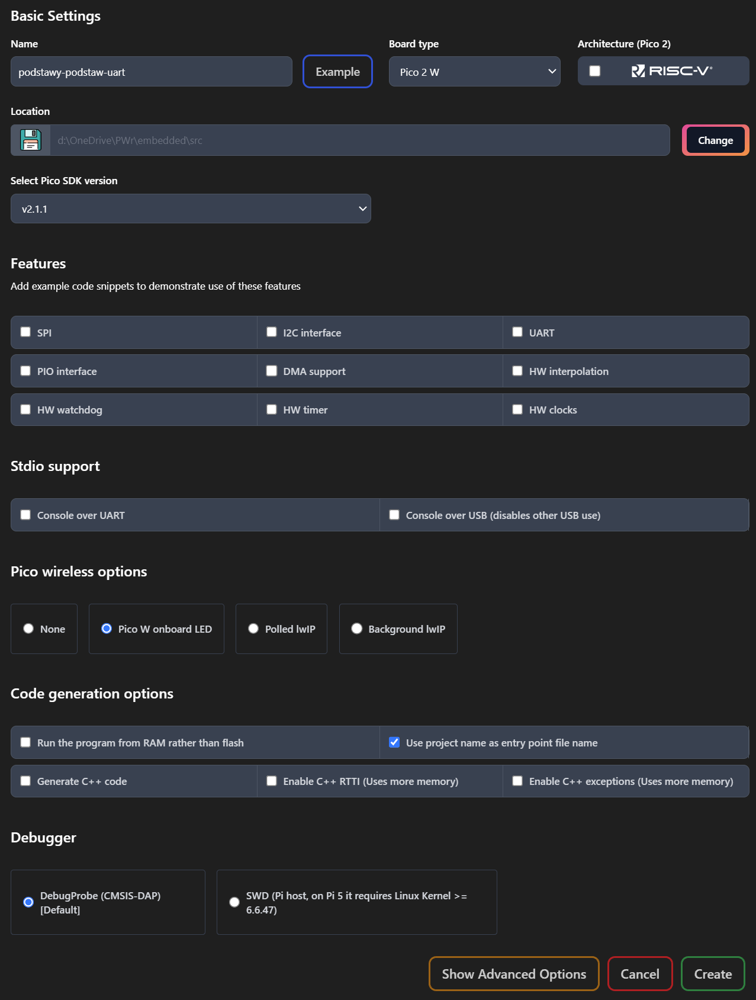 Basic Settings
Name
Board type
Architecture (Pico 2)
podstawy-podstaw-uart
Example
Pico 2 W
RISC-V®
Location
d:\OneDrive\PWr\embedded\src
Change
Select Pico SDK version
v2.1.1
Features
Add example code snippets to demonstrate use of these features
SPI
I2C interface
UART
PIO interface
DMA support
HW interpolation
HW watchdog
HW timer
HW clocks
Stdio support
Console over UART
Console over USB (disables other USB use)
Pico wireless options
None
Pico W onboard LED
Polled lwIP
Background lwIP
Code generation options
Run the program from RAM rather than flash
Use project name as entry point file name
Generate C++ code
Enable C++ RTTI (Uses more memory)
Enable C++ exceptions (Uses more memory)
Debugger
DebugProbe (CMSIS-DAP)
[Default]
SWD (Pi host, on Pi 5 it requires Linux Kernel >=
6.6.47)
Show Advanced Options
Cancel
Create